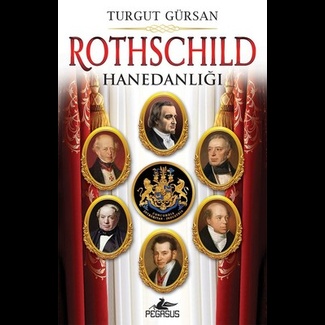 TURGUT GÜRSAN
ROTHSCHILD
HANEDANLIĞI
PEGASUS